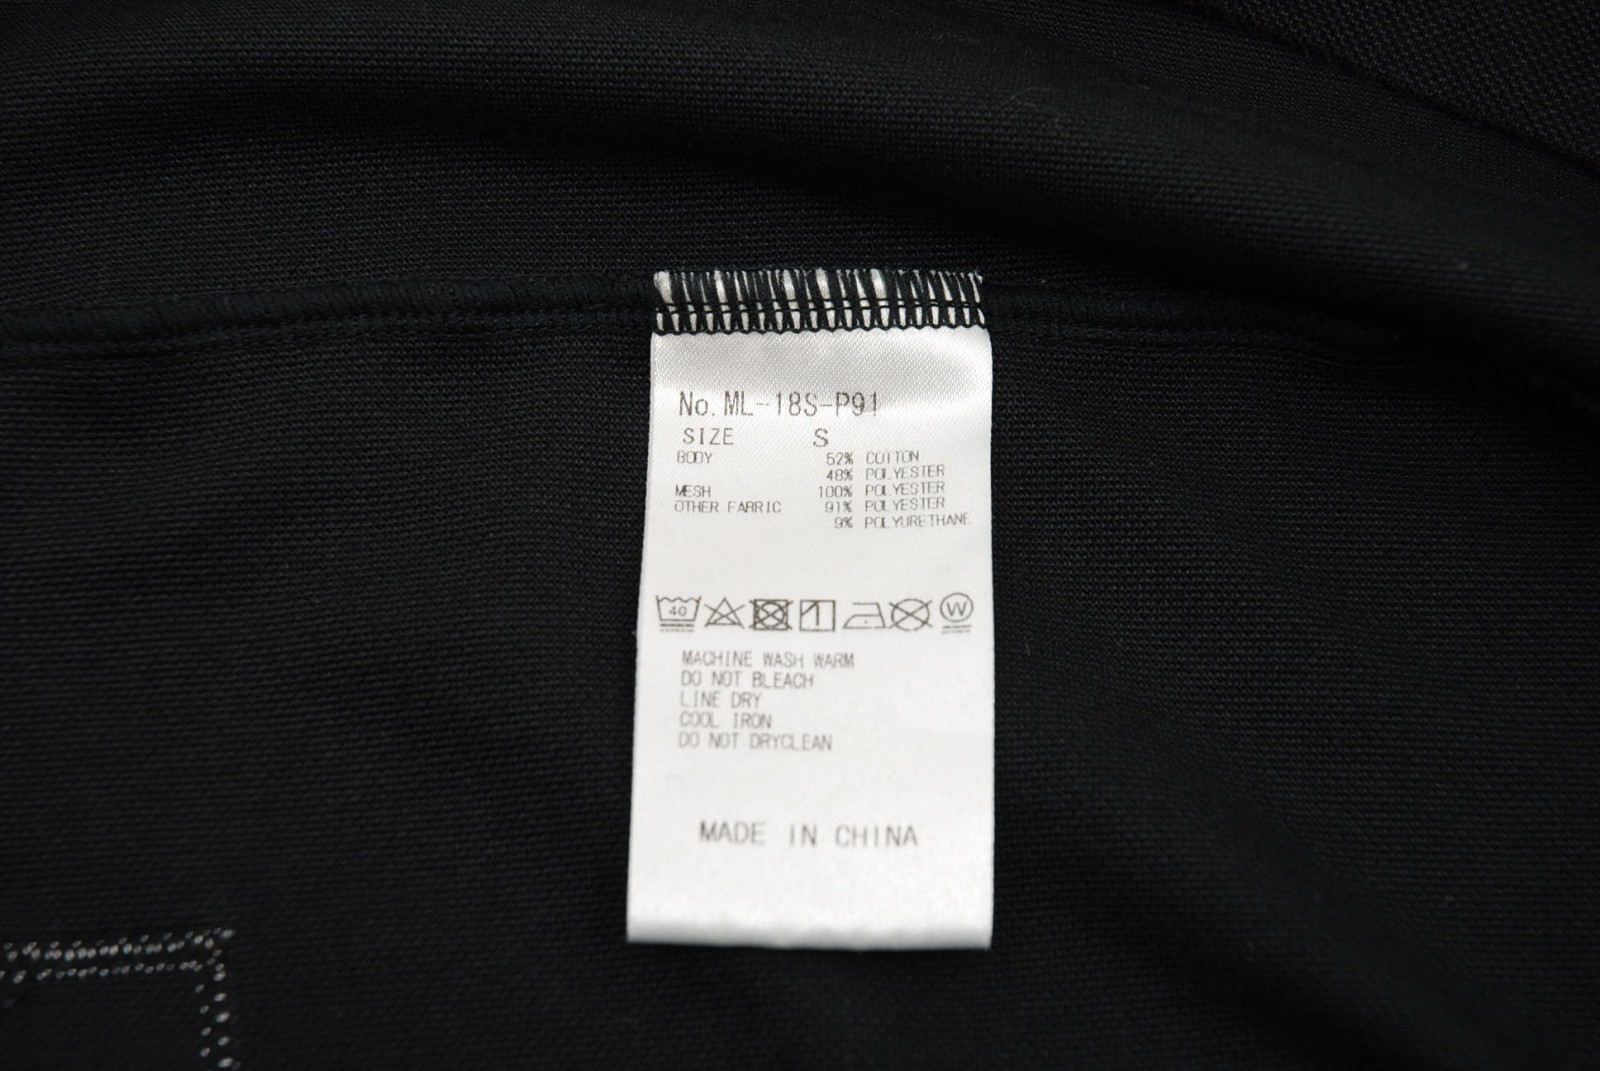 No. ML-18S-P91
SIZE S
BODY 52% COTTON
48% POLYESTER
MESH 100% POLYESTER
OTHER FABRIC 91% POLYESTER
9% POLYURETHANE
40 W
MACHINE WASH WARM
DO NOT BLEACH
LINE DRY
COOL IRON
DO NOT DRYCLEAN
MADE IN CHINA